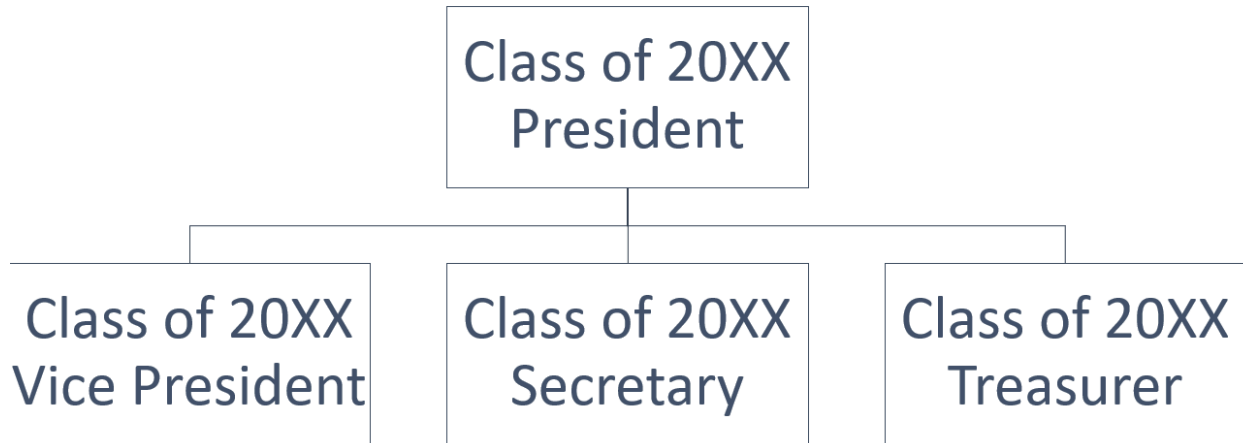 Class of 20XX
President
Class of 20XX
Vice President
Class of 20XX
Secretary
Class of 20XX
Treasurer